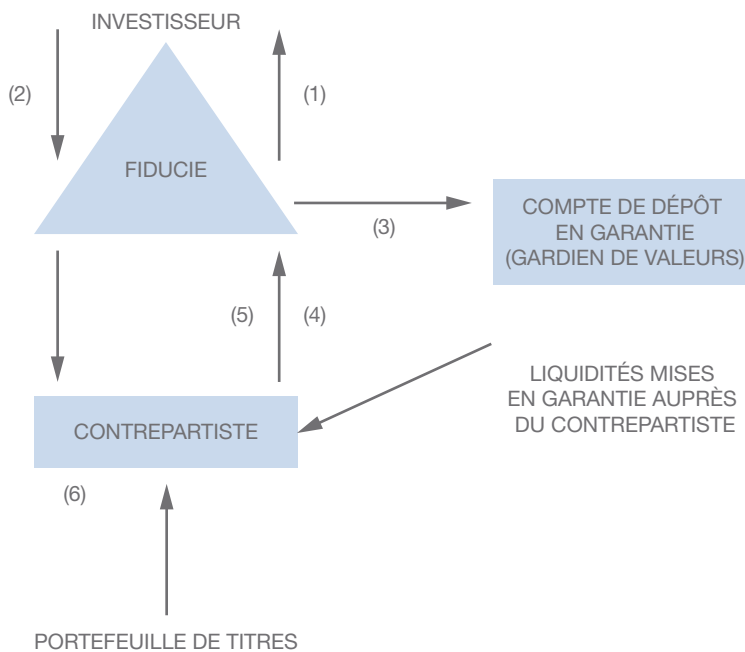 INVESTISSEUR
(2)
(1)
FIDUCIE
(3)
COMPTE DE DÉPÔT
EN GARANTIE
(GARDIEN DE VALEURS)
(5)
(4)
LIQUIDITÉS MISES
EN GARANTIE AUPRÈS
DU CONTREPARTISTE
CONTREPARTISTE
(6)
PORTEFEUILLE DE TITRES